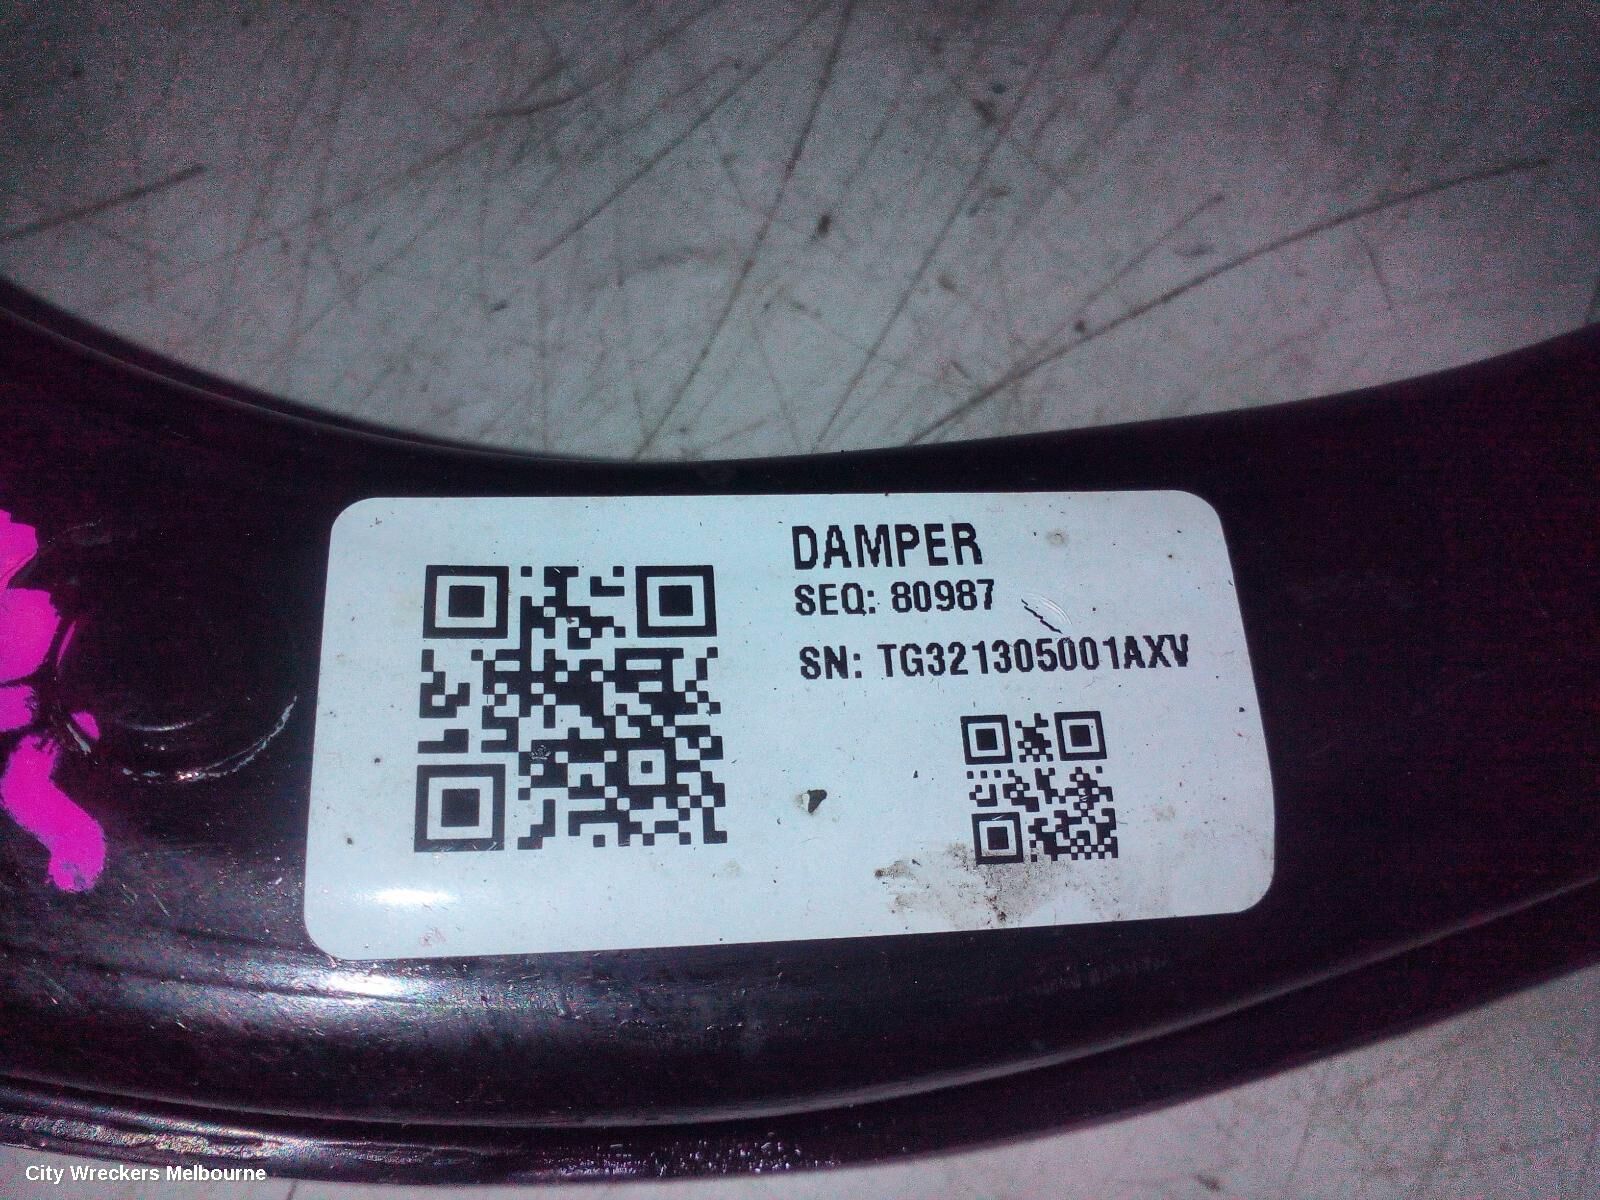 DAMPER
SEQ: 80987
SN: TG321305001AXV
City Wreckers Melbourne